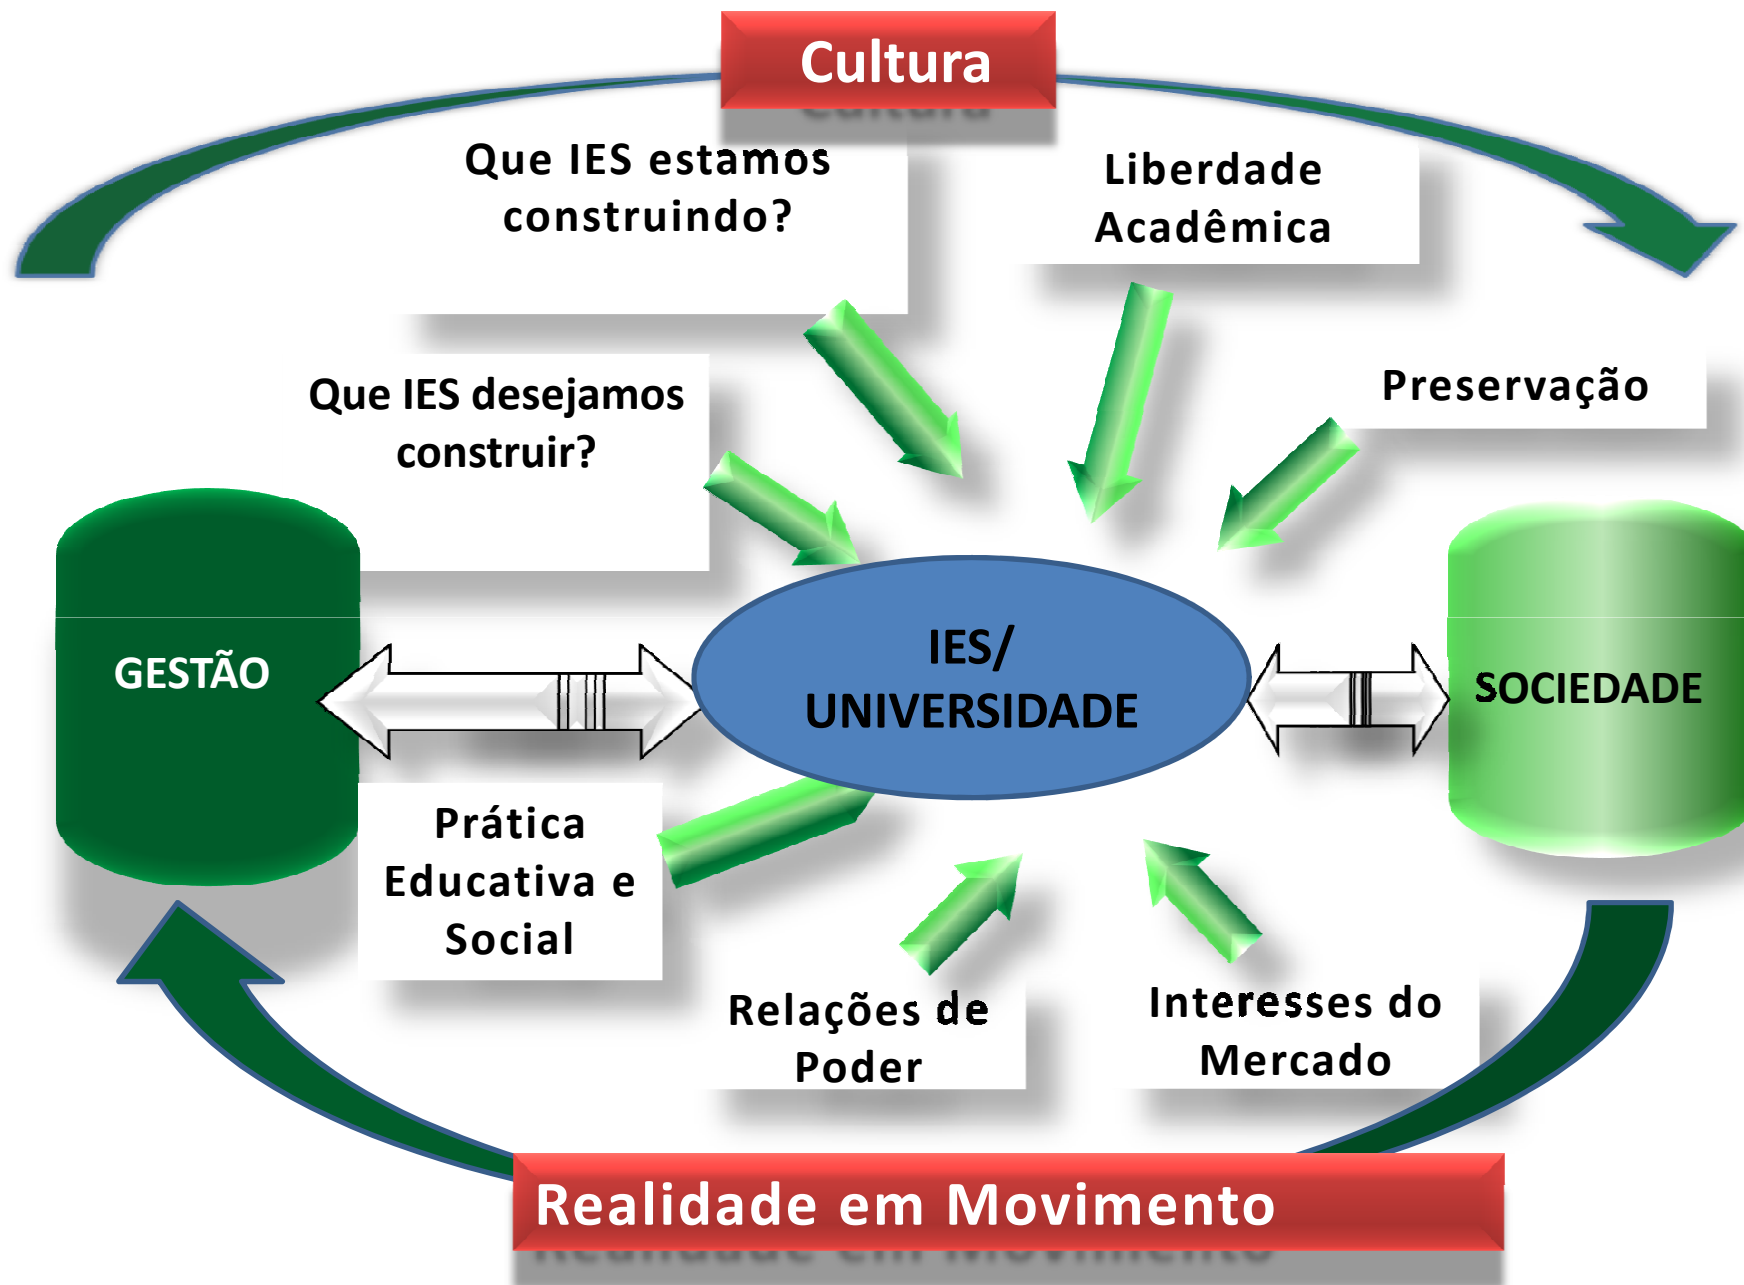 Cultura
Que IES estamos
construindo?
Liberdade
Acadêmica
Que IES desejamos
construir?
Preservação
GESTÃO
IES/
UNIVERSIDADE
SOCIEDADE
Prática
Educativa e
Social
Relações de
Poder
Interesses do
Mercado
Realidade em Movimento